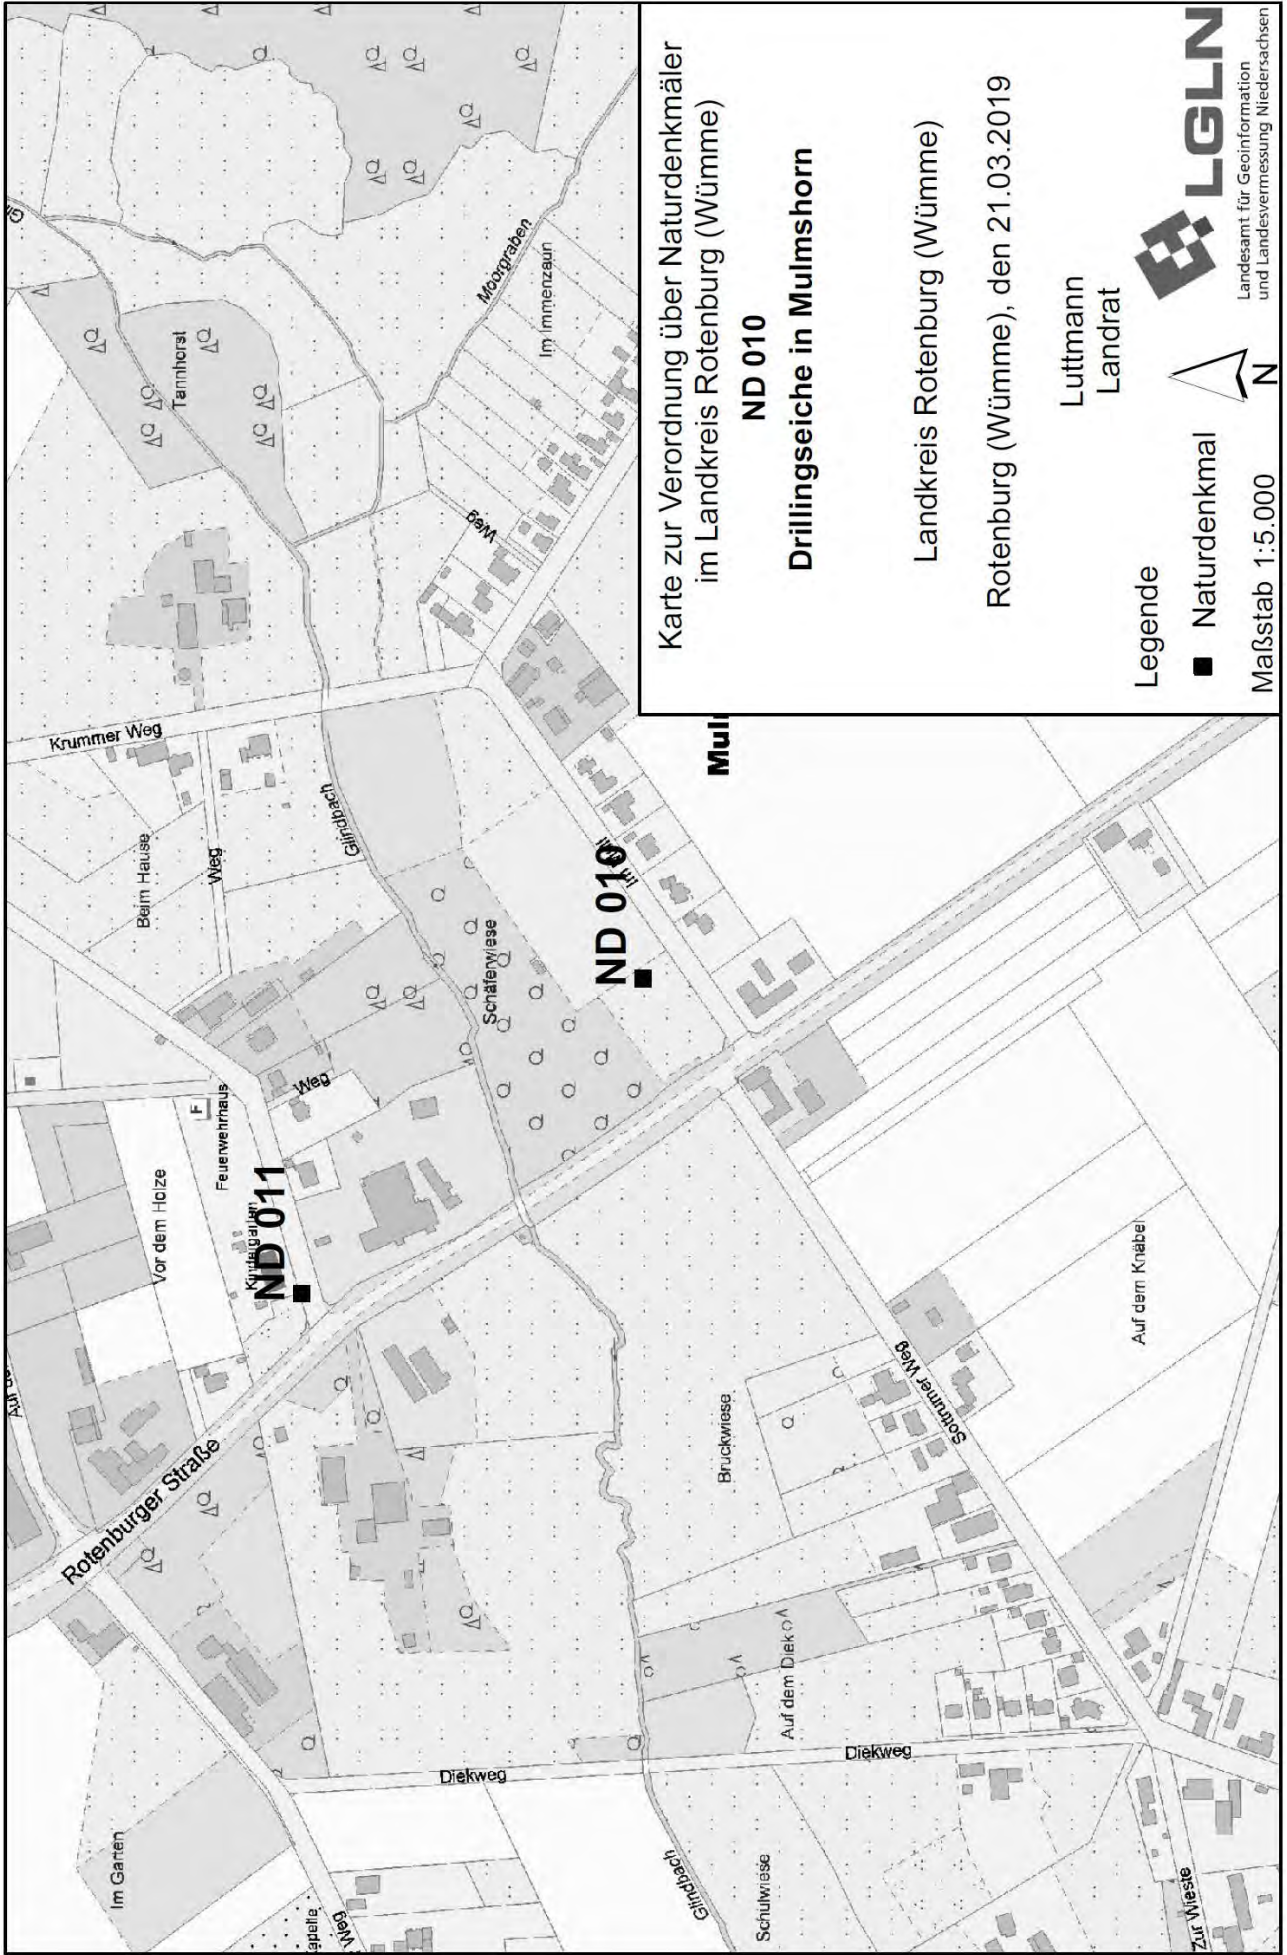 Im Garten
Rotenburger Straße
Vor dem Holze
Feuerwehrhaus
F
Kindergarten
ND 011
Weg
Beim Hause
Weg
Krummer Weg
Tannhorst
Glindbach
Schäferwiese
ND 010
Weg
Moorgraben
Im Immenzaun
Diekweg
Weg
Glindbach
Schulwiese
Auf dem Diek
Diekweg
Bruckwiese
Sottrumer Weg
Auf dem Knäbel
Zur Wieste
Karte zur Verordnung über Naturdenkmäler
im Landkreis Rotenburg (Wümme)
ND 010
Drillingseiche in Mulmshorn
Landkreis Rotenburg (Wümme)
Rotenburg (Wümme), den 21.03.2019
Luttmann
Landrat
Legende
Naturdenkmal
Maßstab 1:5.000
N
LGLN
Landesamt für Geoinformation
und Landesvermessung Niedersachsen